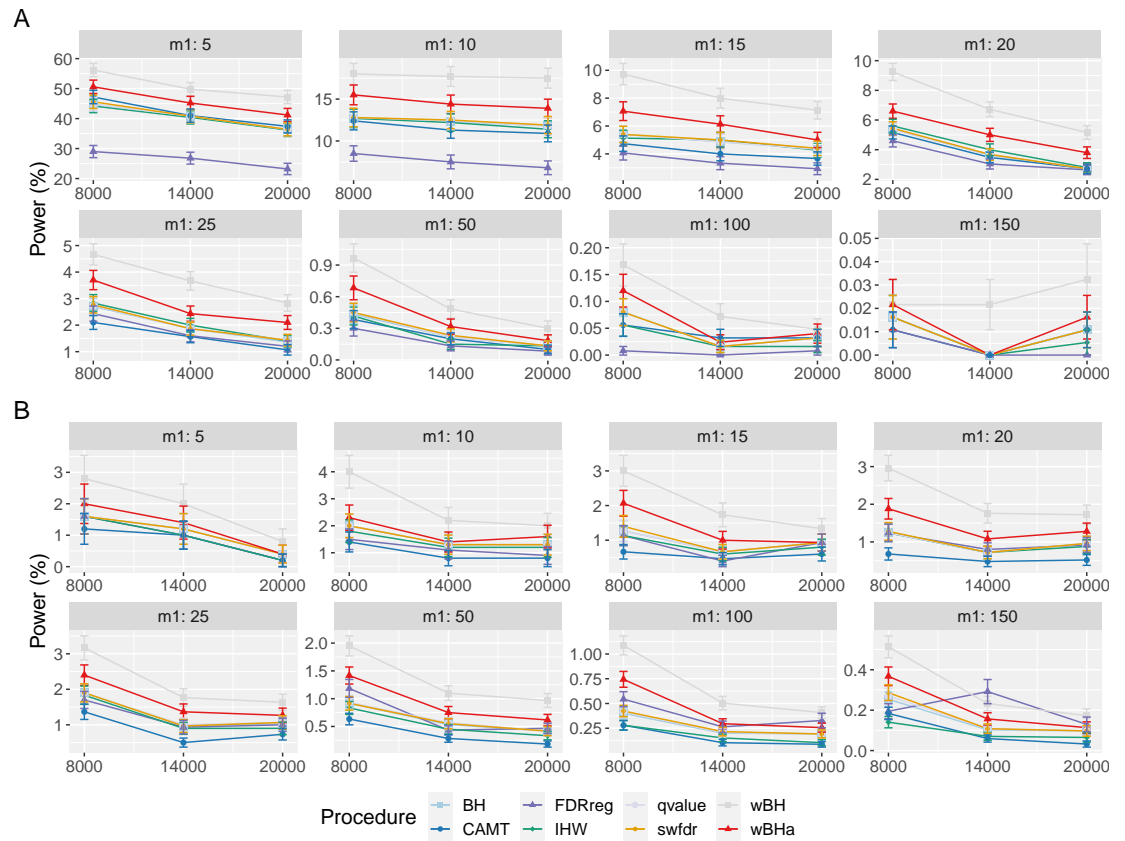 A
m1: 5 m1: 10 m1: 15 m1: 20
60 50 40 30 20
15 10
10 8 6 4
10 8 6 4 2
8000 14000 20000 8000 14000 20000 8000 14000 20000 8000 14000 20000
Power (%)
m1: 25 m1: 50 m1: 100 m1: 150
5 4 3 2 1
0.9 0.6 0.3 0.0
0.20 0.15 0.10 0.05 0.00
0.05 0.04 0.03 0.02 0.01 0.00
8000 14000 20000 8000 14000 20000 8000 14000 20000 8000 14000 20000
B
m1: 5 m1: 10 m1: 15 m1: 20
3 2 1 0
4 3 2 1
3 2 1
3 2 1
8000 14000 20000 8000 14000 20000 8000 14000 20000 8000 14000 20000
Power (%)
m1: 25 m1: 50 m1: 100 m1: 150
3 2 1
2.0 1.5 1.0 0.5
1.00 0.75 0.50 0.25
0.4 0.2 0.0
8000 14000 20000 8000 14000 20000 8000 14000 20000 8000 14000 20000
Procedure
BH FDRreg qvalue wBH
CAMT IHW swfdr wBHa